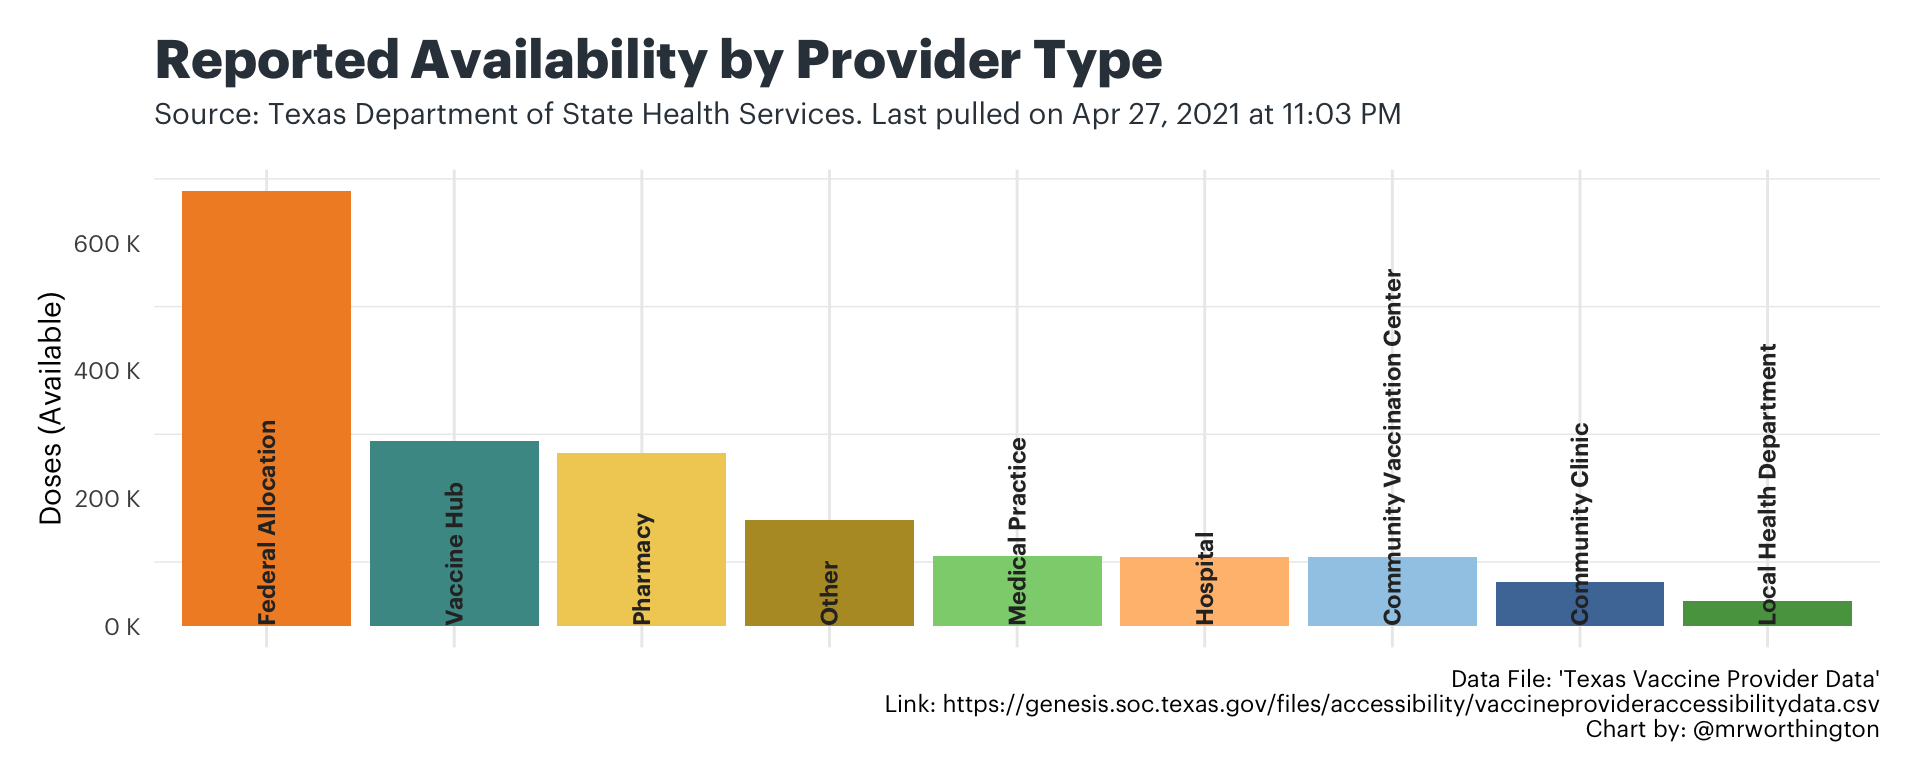 Reported Availability by Provider Type
Source: Texas Department of State Health Services. Last pulled on Apr 27, 2021 at 11:03 PM
Doses (Available)
600 K
400 K
200 K
0 K
Federal Allocation
Vaccine Hub
Pharmacy
Other
Medical Practice
Hospital
Community Vaccination Center
Community Clinic
Local Health Department
Data File: 'Texas Vaccine Provider Data'
Link: https://genesis.soc.texas.gov/files/accessibility/vaccineprovideraccessibilitydata.csv
Chart by: @mrworthington